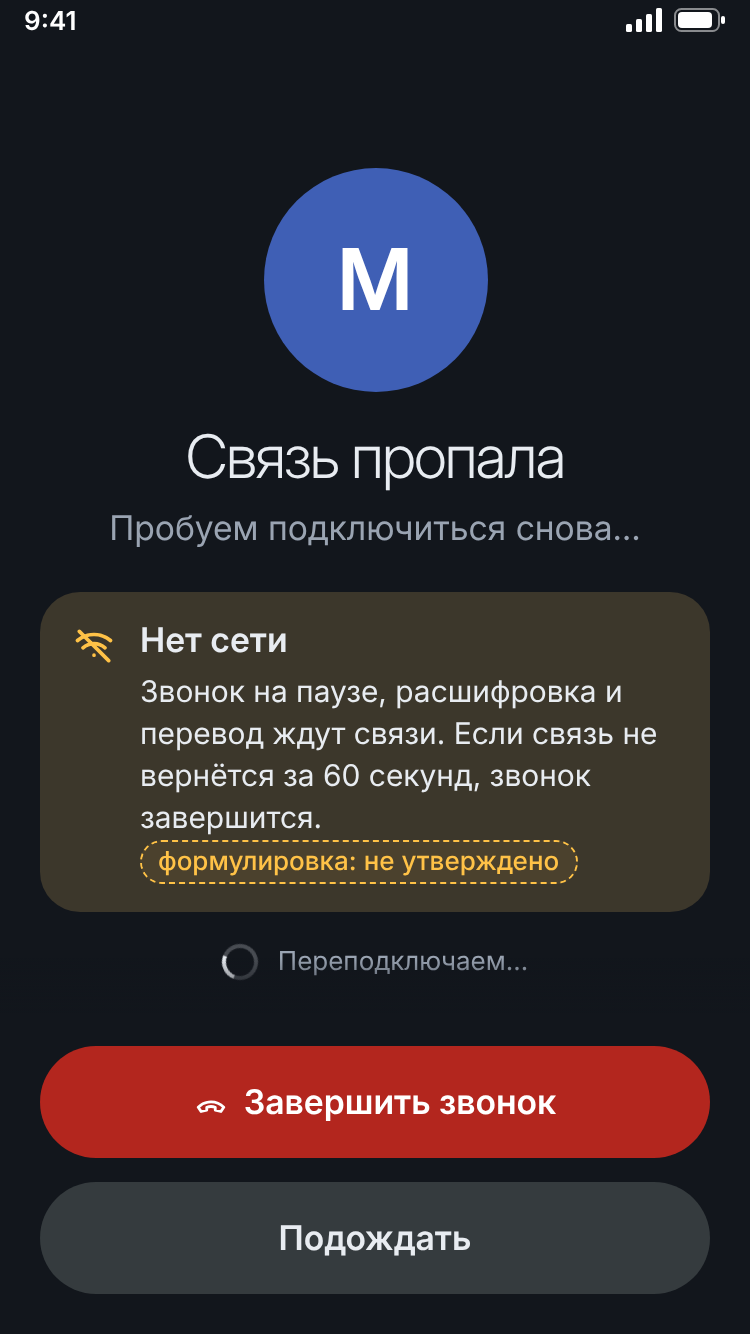 9:41
М
Связь пропала
Пробуем подключиться снова...
Нет сети
Звонок на паузе, расшифровка и
перевод ждут связи. Если связь не
вернётся за 60 секунд, звонок
завершится.
формулировка: не утверждено
Переподключаем...
Завершить звонок
Подождать